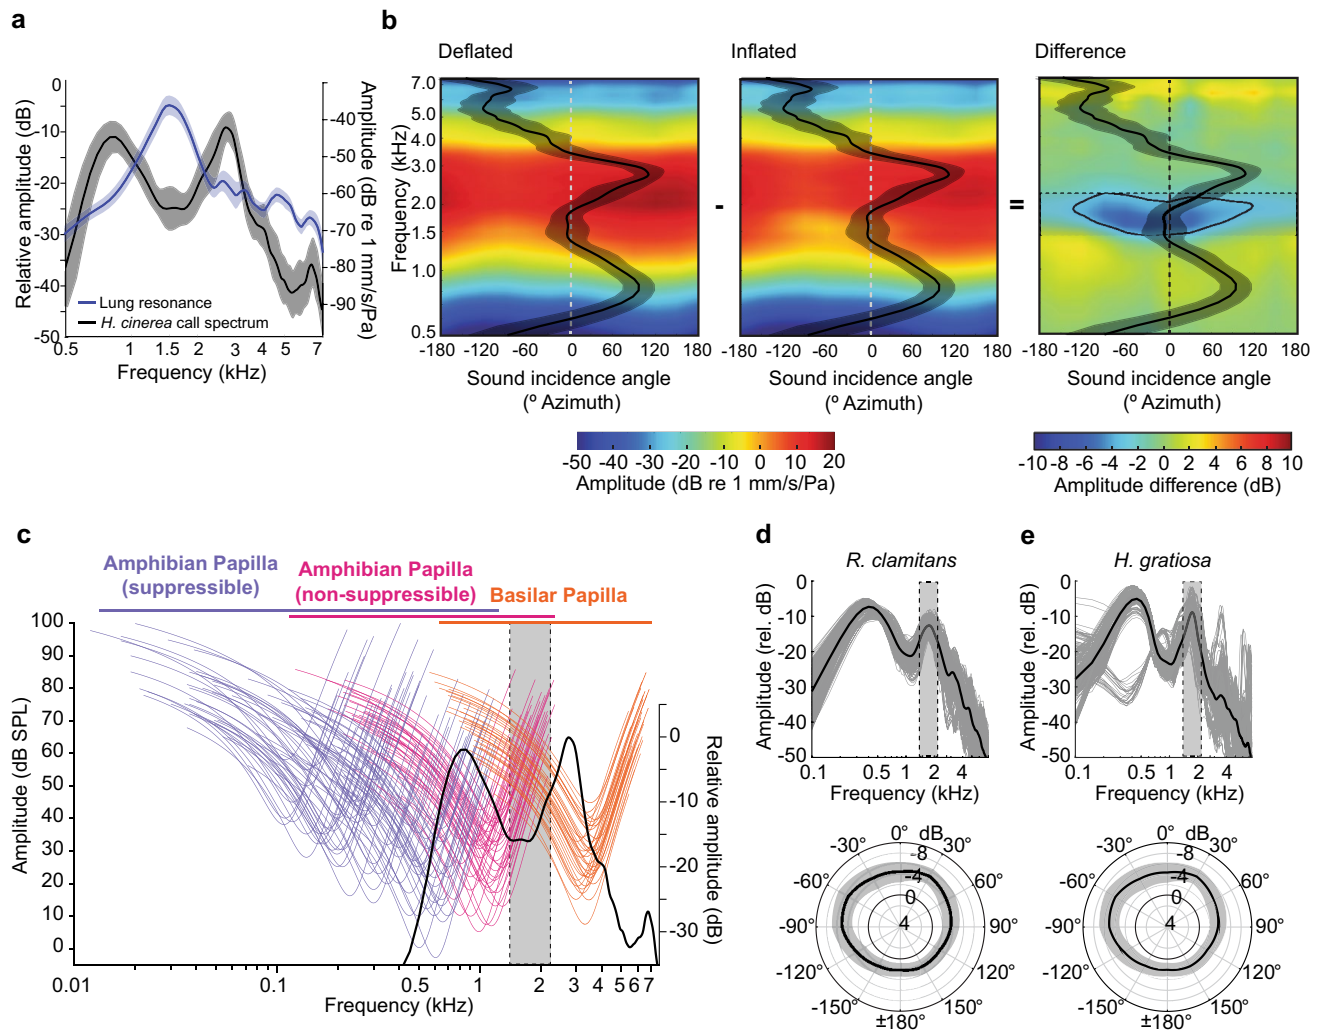 a
0
-10
-20
-30
-40
-50
Relative amplitude (dB)
-40
-50
-60
-70
-80
-90
Amplitude (dB re 1 mm/s/Pa)
Lung resonance
H. cinerea call spectrum
0.5 1 1.5 2 3 4 5 7
Frequency (kHz)
b
Deflated
Inflated
Difference
7.0
5.0
4.0
3.0
2.0
1.5
1.0
0.5
Frequency (kHz)
-
=
-180 -120 -60 0 60 120 180
-180 -120 -60 0 60 120 180
-180 -120 -60 0 60 120 180
Sound incidence angle
(º Azimuth)
Sound incidence angle
(º Azimuth)
Sound incidence angle
(º Azimuth)
-50 -40 -30 -20 -10 0 10 20
Amplitude (dB re 1 mm/s/Pa)
-10 -8 -6 -4 -2 0 2 4 6 8 10
Amplitude difference (dB)
c
Amphibian Papilla
(suppressible)
Amphibian Papilla
(non-suppressible)
Basilar Papilla
100
90
80
70
60
50
40
30
20
10
0
Amplitude (dB SPL)
0
-10
-20
-30
Relative amplitude (dB)
0.01 0.1 0.5 1 2 3 4 5 6 7
Frequency (kHz)
d
R. clamitans
0
-10
-20
-30
-40
-50
Amplitude (rel. dB)
0.1 0.5 1 2 4
Frequency (kHz)
0° dB
-30° 30°
-8
-60° 60°
-4
0
-90° 90°
4
-120° 120°
-150° 150°
±180°
e
H. gratiosa
0
-10
-20
-30
-40
-50
Amplitude (rel. dB)
0.1 0.5 1 2 4
Frequency (kHz)
0° dB
-30° 30°
-8
-60° 60°
-4
0
-90° 90°
4
-120° 120°
-150° 150°
±180°